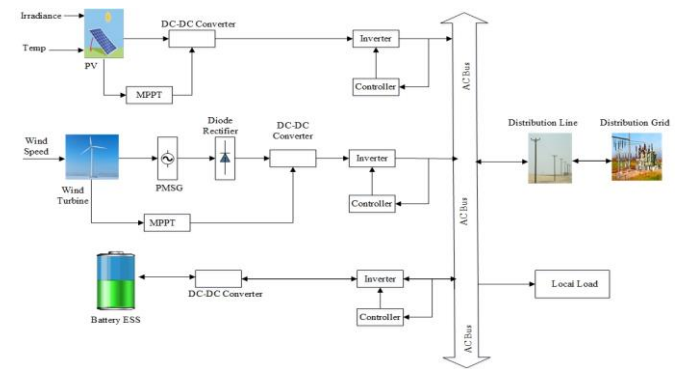 Irradiance
Temp
PV
DC-DC Converter
MPPT
Inverter
Controller
AC Bus
Wind
Speed
Wind
Turbine
PMSG
Diode
Rectifier
DC-DC
Converter
MPPT
Inverter
Controller
AC Bus
Distribution Line
Distribution Grid
Battery ESS
DC-DC Converter
Inverter
Controller
AC Bus
Local Load